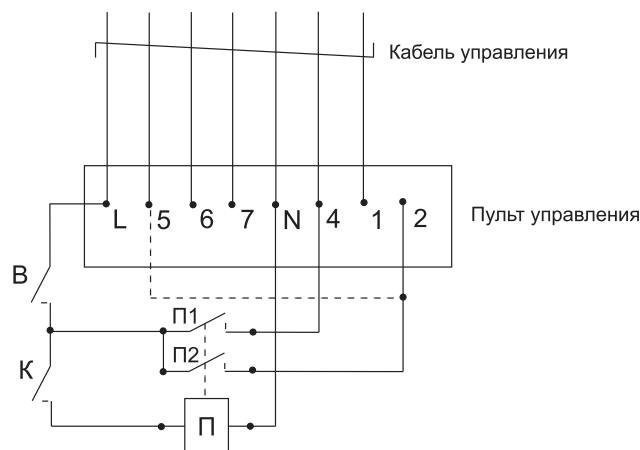 Кабель управления
L 5 6 7 N 4 1 2
Пульт управления
В
П1
П2
К
П